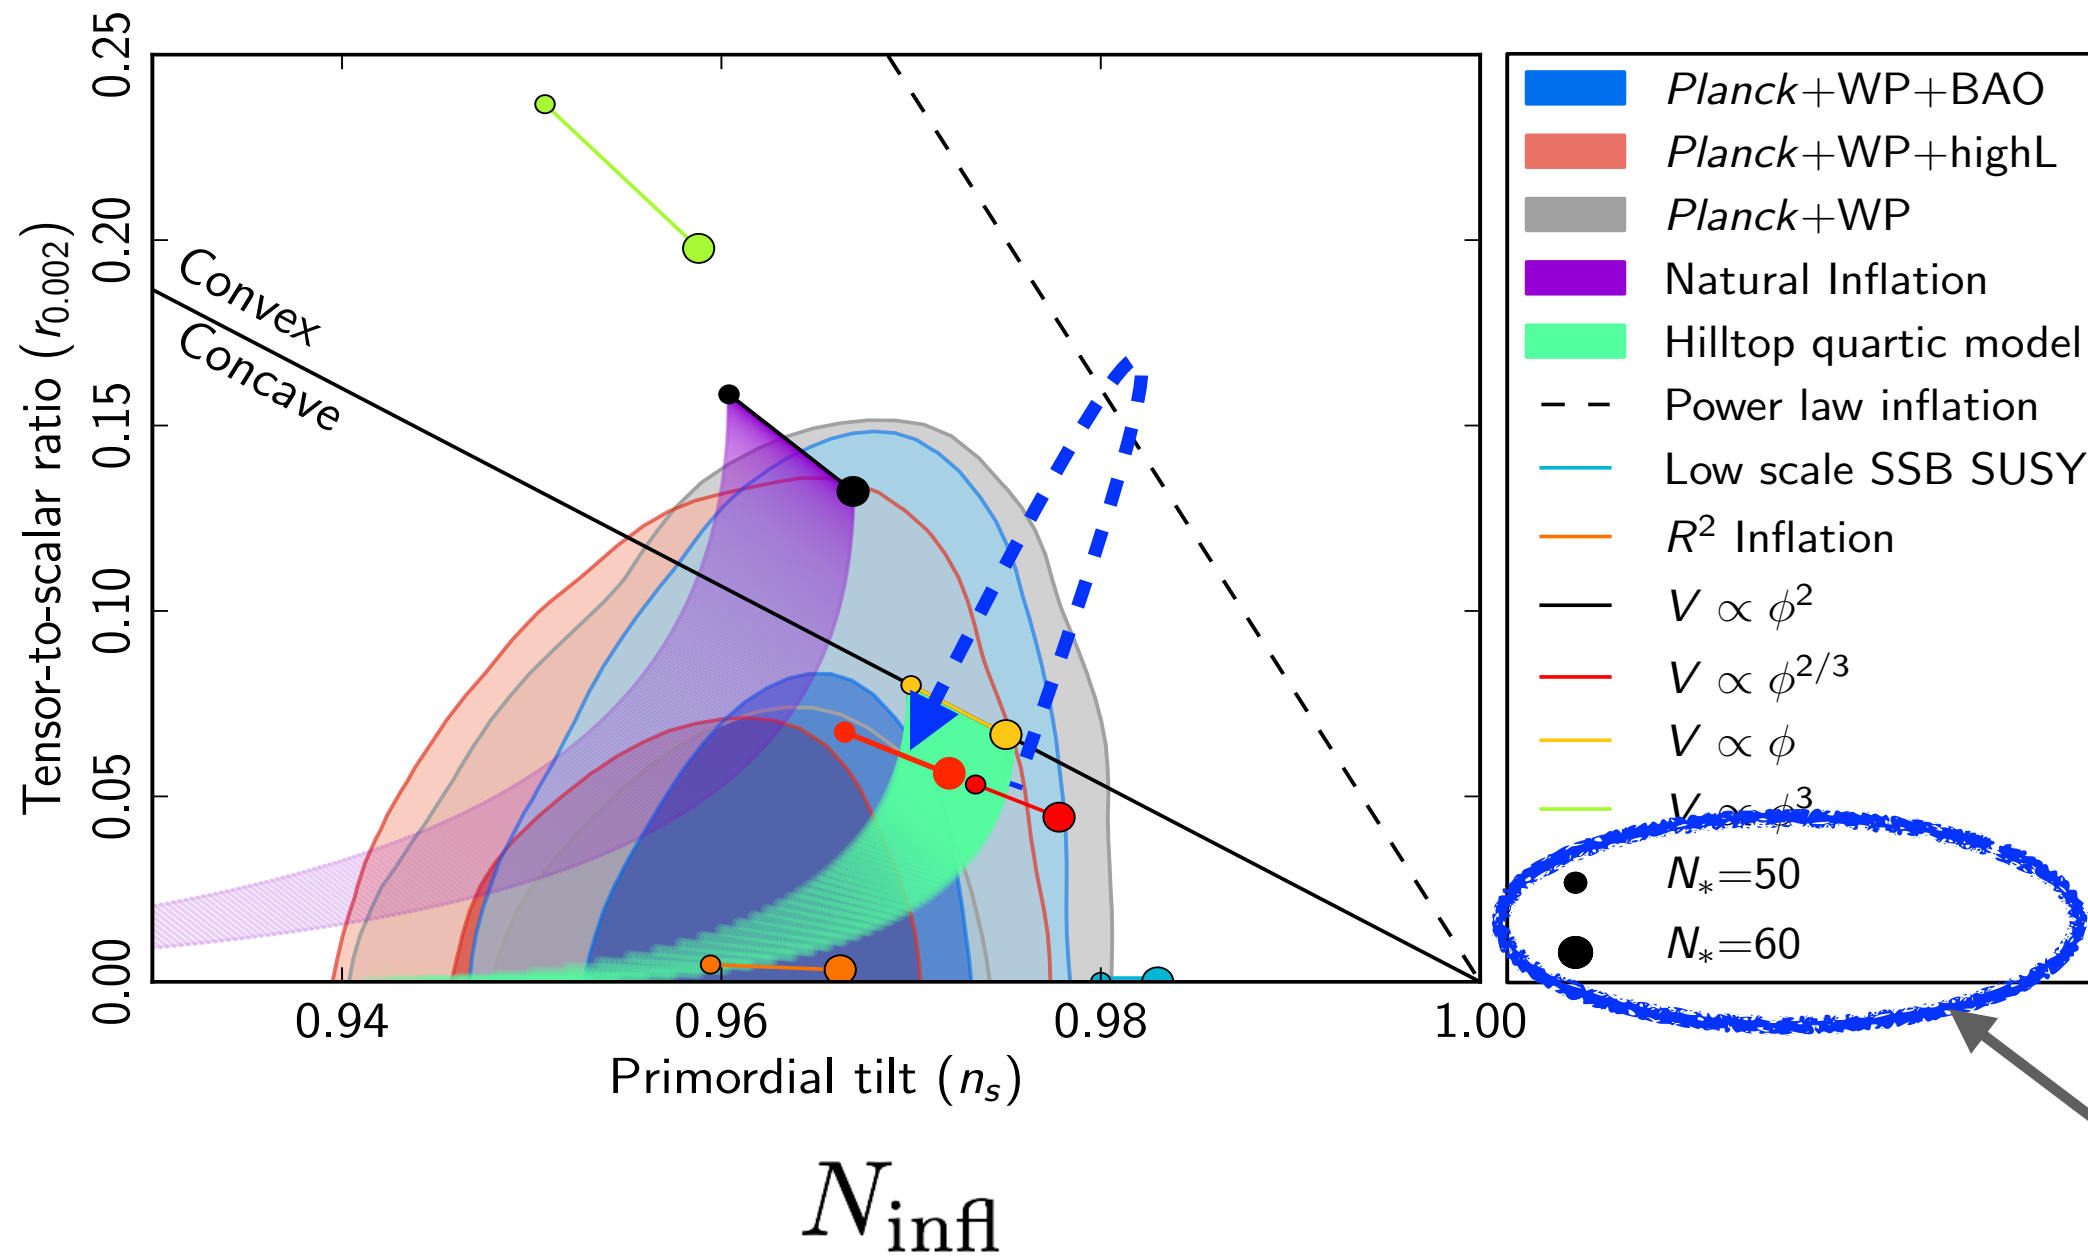 0.25
0.20
0.15
0.10
0.05
0.00
Tensor-to-scalar ratio (r0.002)
Convex
Concave
0.94 0.96 0.98 1.00
Primordial tilt (ns)
Planck+WP+BAO
Planck+WP+highL
Planck+WP
Natural Inflation
Hilltop quartic model
Power law inflation
Low scale SSB SUSY
R² Inflation
V ∝ ϕ²
V ∝ ϕ^2/3
V ∝ ϕ
V ∝ ϕ³
N*=50
N*=60
Ninfl